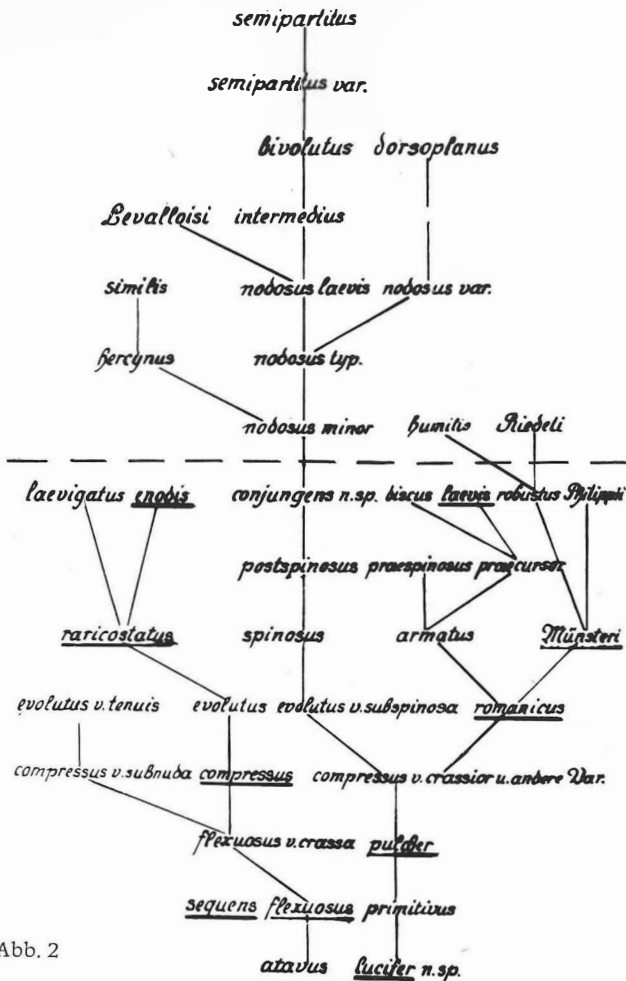 semipartitus
semipartitus var.
bivolutus dorsoplanus
Levalloisi intermedius
similis nodosus laevis nodosus var.
hercynus nodosus typ.
nodosus minor humilis Riedeli
laevigatus enodis conjungens n.sp. discus laevis robustus Philippii
postspinosus praespinosus praecursor
raricostatus spinosus armatus Münsteri
evolutus v. tenuis evolutus evolutus v. subspinosa romanicus
compressus v. subnuda compressus compressus v. crassior u. andere Var.
flexuosus v. crassa pulcher
sequens flexuosus primitivus
atavus lucifer n.sp.
Abb. 2